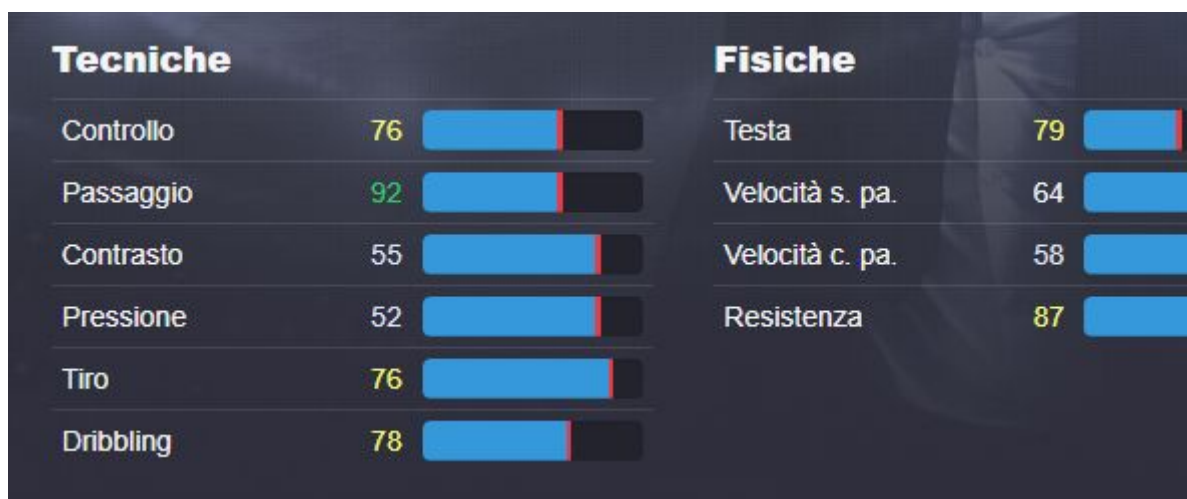 Tecniche
Controllo 76
Passaggio 92
Contrasto 55
Pressione 52
Tiro 76
Dribbling 78
Fisiche
Testa 79
Velocità s. pa. 64
Velocità c. pa. 58
Resistenza 87